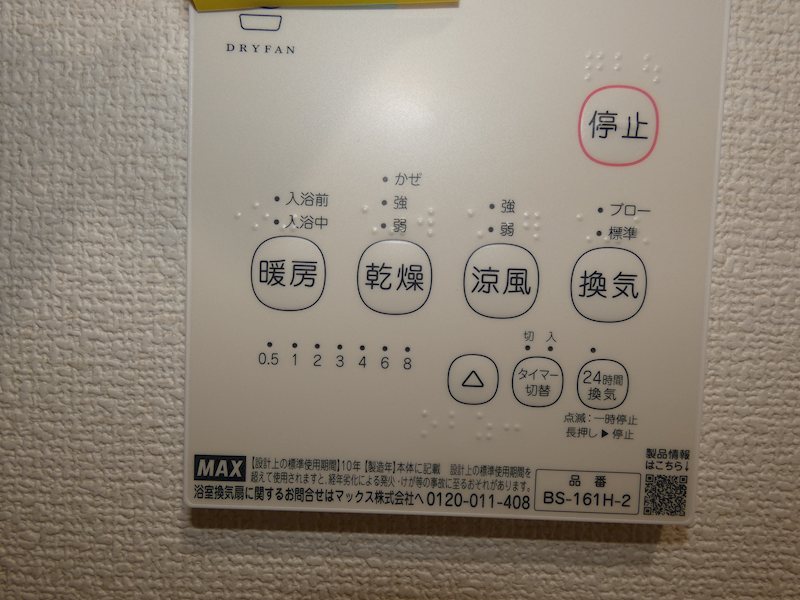 DRYFAN
停止
入浴前
入浴中
暖房
かぜ
強
弱
乾燥
強
弱
涼風
ブロー
標準
換気
0.5 1 2 3 4 6 8
△
切 入
タイマー
切替
24時間
換気
点滅：一時停止
長押し▶停止
MAX
【設計上の標準使用期間】10年 【製造年】本体に記載 設計上の標準使用期間を
超えて使用されますと、経年劣化による発火・けが等の事故に至るおそれがあります。
浴室換気扇に関するお問合せはマックス株式会社へ 0120-011-408
品番
BS-161H-2
製品情報
はこちら↓